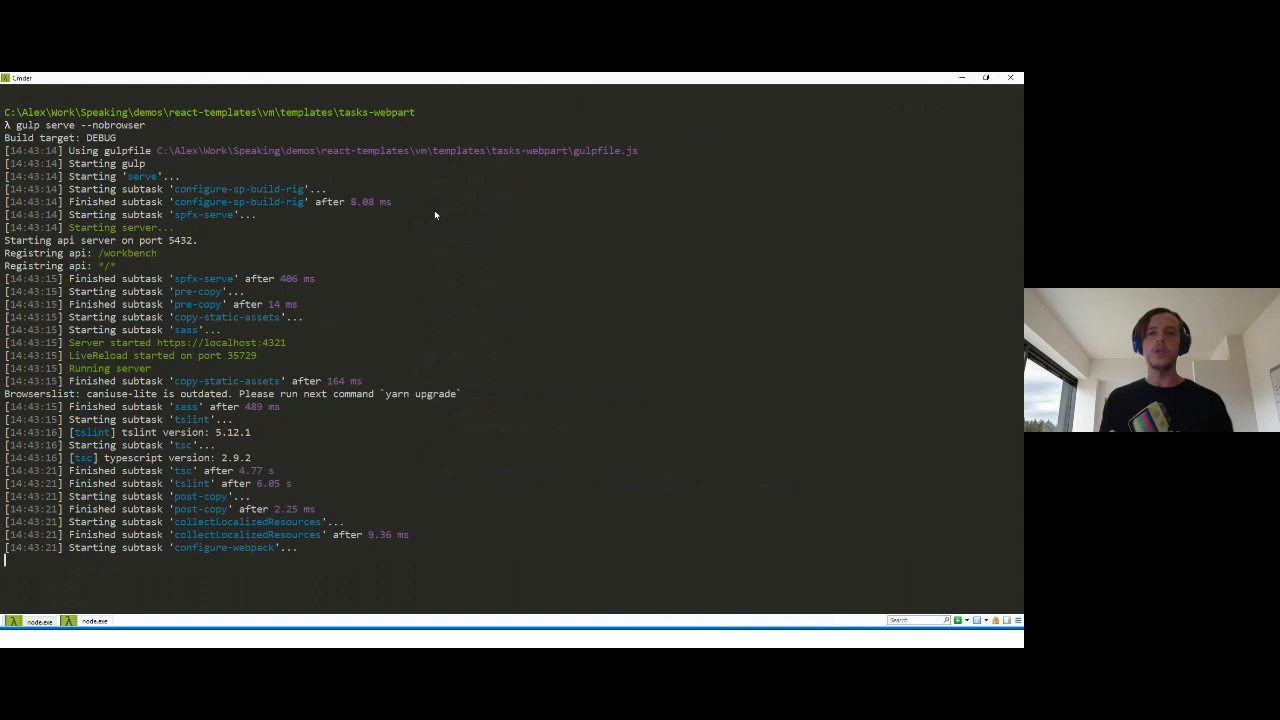 Cmder
C:\Alex\Work\Speaking\demos\react-templates\vm\templates\tasks-webpart
λ gulp serve --nobrowser
Build target: DEBUG
[14:43:14] Using gulpfile C:\Alex\Work\Speaking\demos\react-templates\vm\templates\tasks-webpart\gulpfile.js
[14:43:14] Starting gulp
[14:43:14] Starting 'serve'...
[14:43:14] Starting subtask 'configure-sp-build-rig'...
[14:43:14] Finished subtask 'configure-sp-build-rig' after 8.08 ms
[14:43:14] Starting subtask 'spfx-serve'...
[14:43:14] Starting server...
Starting api server on port 5432.
Registring api: /workbench
Registring api: */*
[14:43:15] Finished subtask 'spfx-serve' after 406 ms
[14:43:15] Starting subtask 'pre-copy'...
[14:43:15] Finished subtask 'pre-copy' after 14 ms
[14:43:15] Starting subtask 'copy-static-assets'...
[14:43:15] Starting subtask 'sass'...
[14:43:15] Server started https://localhost:4321
[14:43:15] LiveReload started on port 35729
[14:43:15] Running server
[14:43:15] Finished subtask 'copy-static-assets' after 164 ms
Browserslist: caniuse-lite is outdated. Please run next command `yarn upgrade`
[14:43:15] Finished subtask 'sass' after 489 ms
[14:43:15] Starting subtask 'tslint'...
[14:43:16] [tslint] tslint version: 5.12.1
[14:43:16] Starting subtask 'tsc'...
[14:43:16] [tsc] typescript version: 2.9.2
[14:43:21] Finished subtask 'tsc' after 4.77 s
[14:43:21] Finished subtask 'tslint' after 6.05 s
[14:43:21] Starting subtask 'post-copy'...
[14:43:21] Finished subtask 'post-copy' after 2.25 ms
[14:43:21] Starting subtask 'collectLocalizedResources'...
[14:43:21] Finished subtask 'collectLocalizedResources' after 9.36 ms
[14:43:21] Starting subtask 'configure-webpack'...
λ node.exe λ node.exe Search